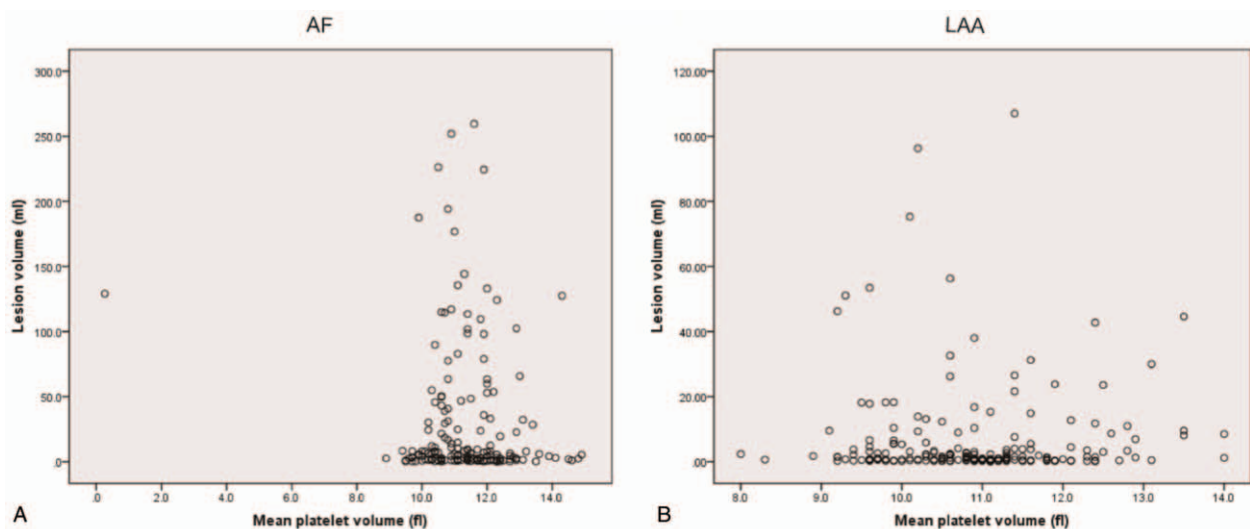 AF
LAA
300.0
250.0
200.0
150.0
100.0
50.0
.0
Lesion volume (ml)
.0 2.0 4.0 6.0 8.0 10.0 12.0 14.0
Mean platelet volume (fl)
A
120.00
100.00
80.00
60.00
40.00
20.00
.00
Lesion volume (ml)
8.0 9.0 10.0 11.0 12.0 13.0 14.0
Mean platelet volume (fl)
B